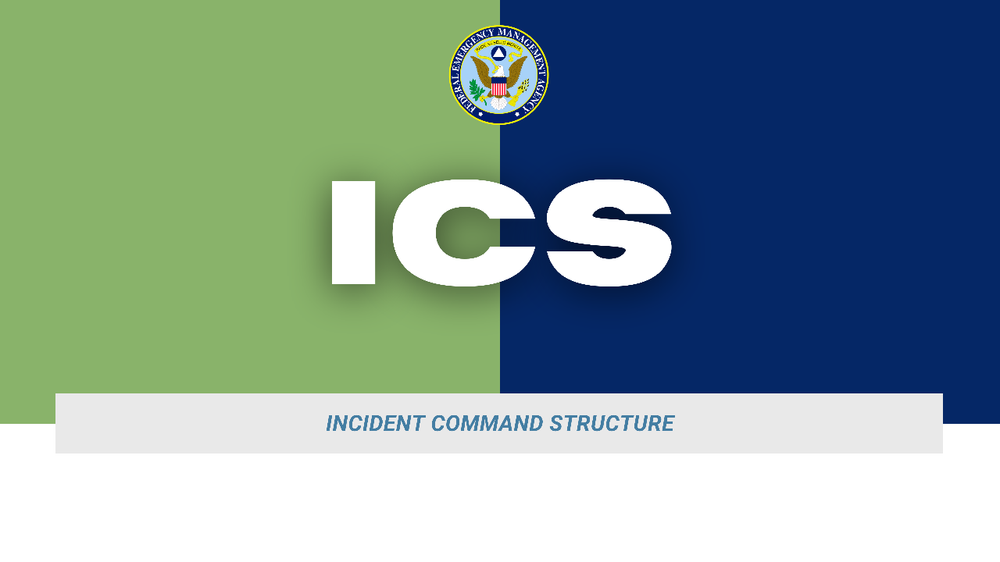 FEDERAL EMERGENCY MANAGEMENT AGENCY
ICS
INCIDENT COMMAND STRUCTURE